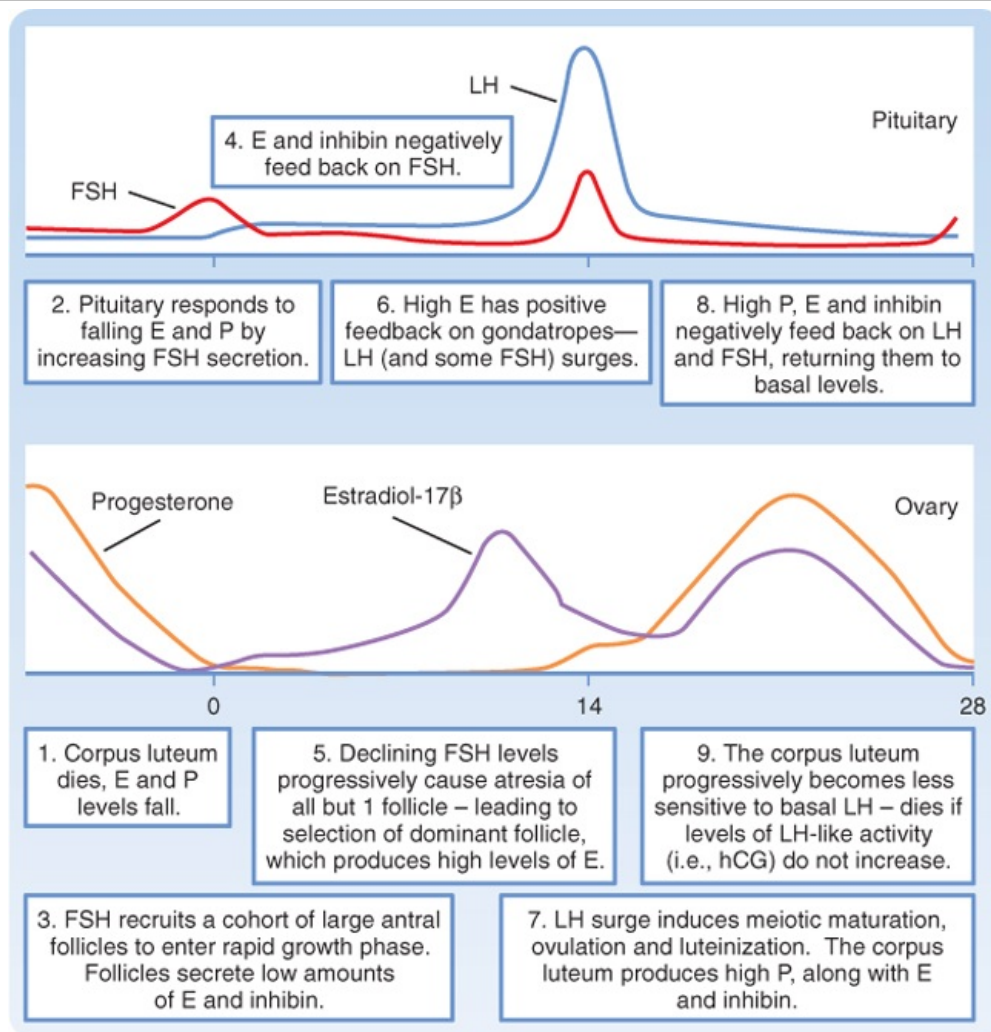 LH
Pituitary
4. E and inhibin negatively
feed back on FSH.
FSH
2. Pituitary responds to
falling E and P by
increasing FSH secretion.
6. High E has positive
feedback on gondatropes—
LH (and some FSH) surges.
8. High P, E and inhibin
negatively feed back on LH
and FSH, returning them to
basal levels.
Progesterone
Estradiol-17β
Ovary
0
14
28
1. Corpus luteum
dies, E and P
levels fall.
5. Declining FSH levels
progressively cause atresia of
all but 1 follicle – leading to
selection of dominant follicle,
which produces high levels of E.
9. The corpus luteum
progressively becomes less
sensitive to basal LH – dies if
levels of LH-like activity
(i.e., hCG) do not increase.
3. FSH recruits a cohort of large antral
follicles to enter rapid growth phase.
Follicles secrete low amounts
of E and inhibin.
7. LH surge induces meiotic maturation,
ovulation and luteinization. The corpus
luteum produces high P, along with E
and inhibin.